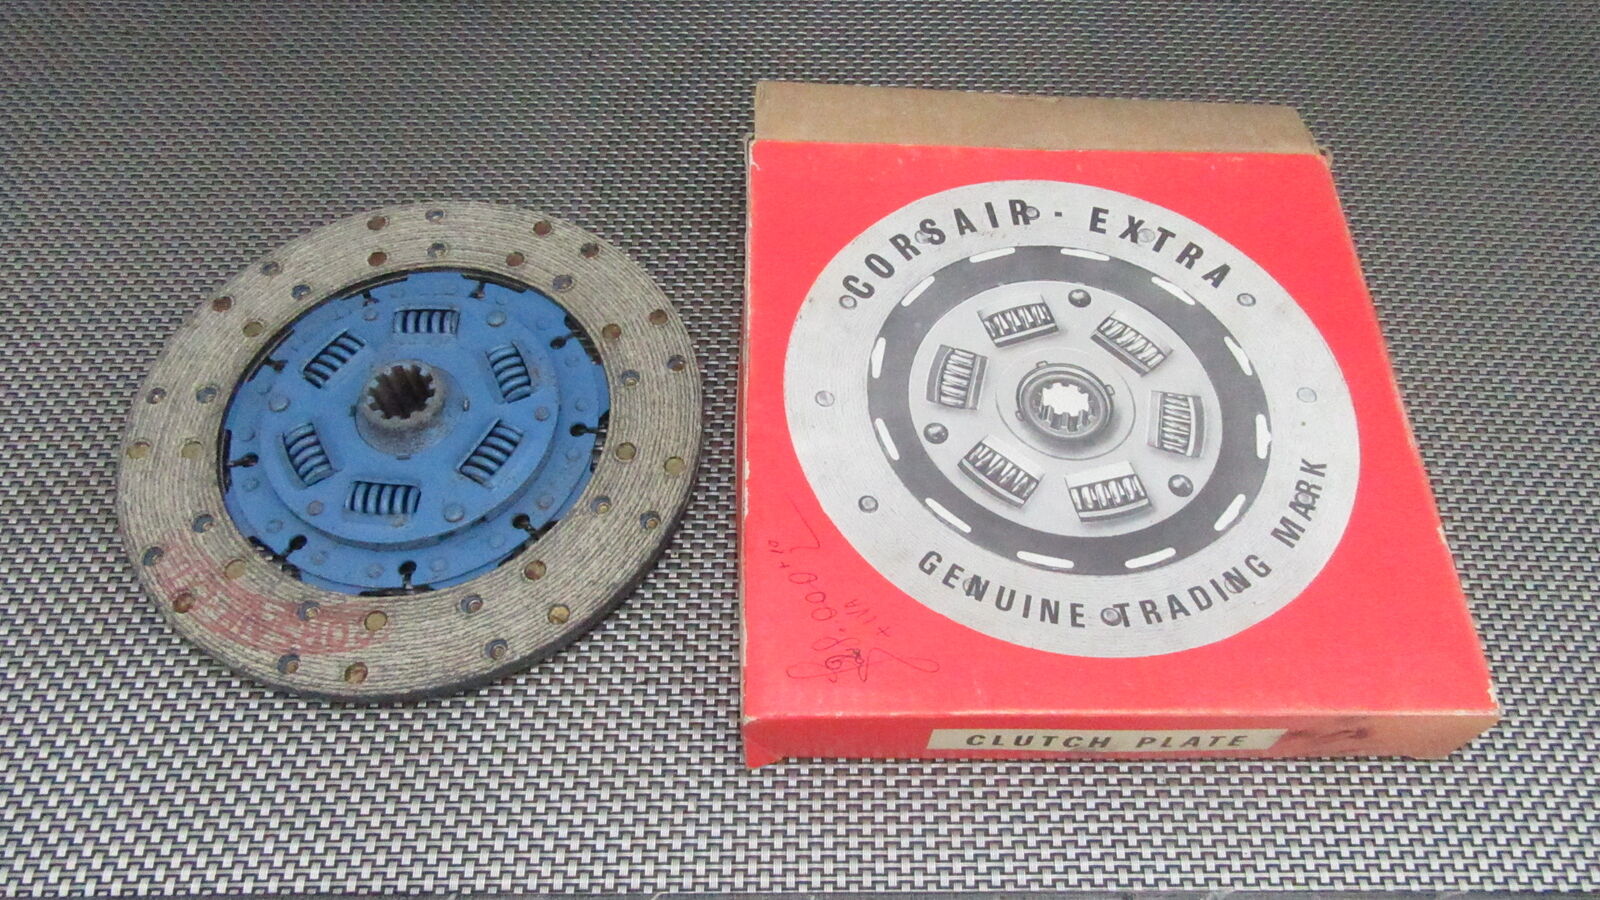 CORSAIR - EXTRA
GENUINE TRADING MARK
CLUTCH PLATE